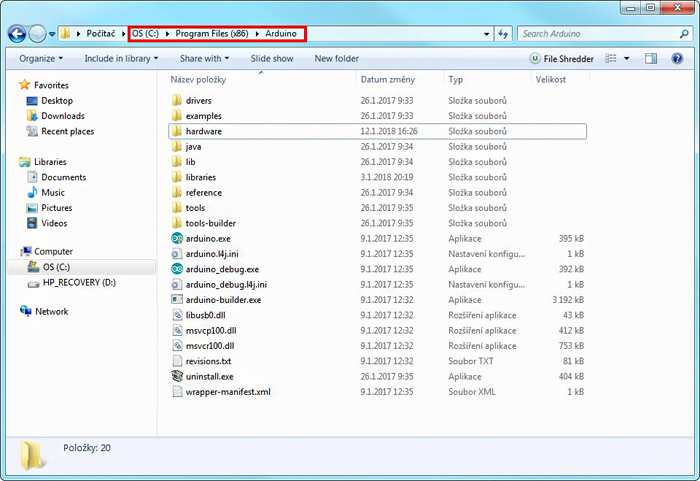 Počítač OS (C:) Program Files (x86) Arduino Search Arduino
Organize Include in library Share with Slide show New folder File Shredder
Název položky Datum změny Typ Velikost
Favorites
Desktop
Downloads
Recent places
Libraries
Documents
Music
Pictures
Videos
Computer
OS (C:)
HP_RECOVERY (D:)
Network
drivers 26.1.2017 9:33 Složka souborů
examples 26.1.2017 9:33 Složka souborů
hardware 12.1.2018 16:26 Složka souborů
java 26.1.2017 9:34 Složka souborů
lib 26.1.2017 9:34 Složka souborů
libraries 3.1.2018 20:19 Složka souborů
reference 26.1.2017 9:34 Složka souborů
tools 26.1.2017 9:35 Složka souborů
tools-builder 26.1.2017 9:35 Složka souborů
arduino.exe 9.1.2017 12:35 Aplikace 395 kB
arduino.l4j.ini 9.1.2017 12:35 Nastavení konfigu... 1 kB
arduino_debug.exe 9.1.2017 12:35 Aplikace 392 kB
arduino_debug.l4j.ini 9.1.2017 12:35 Nastavení konfigu... 1 kB
arduino-builder.exe 9.1.2017 12:32 Aplikace 3 192 kB
libusb0.dll 9.1.2017 12:32 Rozšíření aplikace 43 kB
msvcp100.dll 9.1.2017 12:32 Rozšíření aplikace 412 kB
msvcr100.dll 9.1.2017 12:32 Rozšíření aplikace 753 kB
revisions.txt 9.1.2017 12:32 Soubor TXT 81 kB
uninstall.exe 26.1.2017 9:35 Aplikace 404 kB
wrapper-manifest.xml 9.1.2017 12:35 Soubor XML 1 kB
Položky: 20